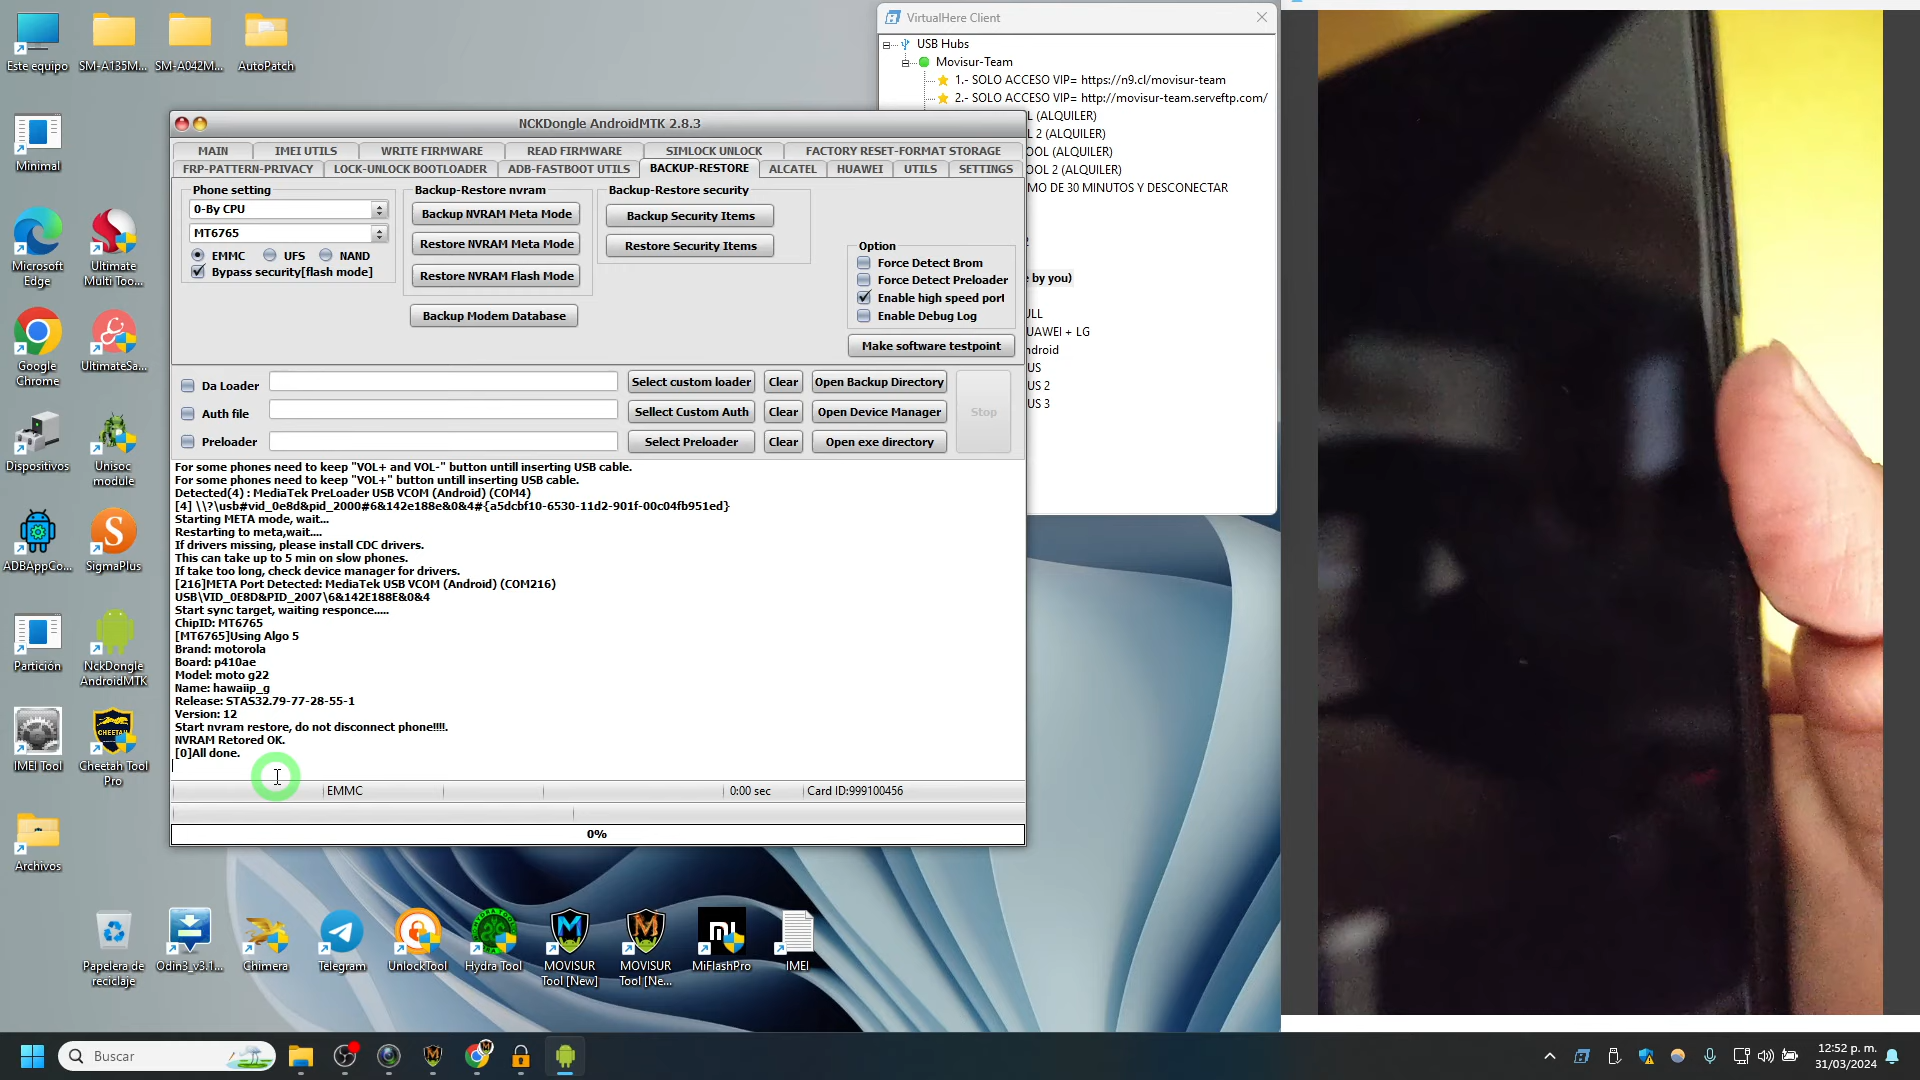 Este equipo
SM-A135M...
SM-A042M...
AutoPatch
Minimal
Microsoft
Edge
Ultimate
Multi Too...
Google
Chrome
UltimateSa...
Dispositivos
Unisoc
module
ADBAppCo...
SigmaPlus
Partición
NckDongle
AndroidMTK
IMEI Tool
CHEETAH
Cheetah Tool
Pro
Archivos
Papelera de
reciclaje
Odin3_v3.1...
Chimera
Telegram
UnlockTool
Hydra Tool
MOVISUR
Tool [New]
MOVISUR
Tool [Ne...
MiFlashPro
IMEI
VirtualHere Client
USB Hubs
Movisur-Team
1.- SOLO ACCESO VIP= https://n9.cl/movisur-team
2.- SOLO ACCESO VIP= http://movisur-team.serveftp.com/
(ALQUILER)
L 2 (ALQUILER)
OOL (ALQUILER)
OOL 2 (ALQUILER)
MO DE 30 MINUTOS Y DESCONECTAR
2
e by you)
ULL
UAWEI + LG
ndroid
US
US 2
US 3
NCKDongle AndroidMTK 2.8.3
MAIN
IMEI UTILS
WRITE FIRMWARE
READ FIRMWARE
SIMLOCK UNLOCK
FACTORY RESET-FORMAT STORAGE
FRP-PATTERN-PRIVACY
LOCK-UNLOCK BOOTLOADER
ADB-FASTBOOT UTILS
BACKUP-RESTORE
ALCATEL
HUAWEI
UTILS
SETTINGS
Phone setting
0-By CPU
MT6765
EMMC
UFS
NAND
Bypass security[flash mode]
Backup-Restore nvram
Backup NVRAM Meta Mode
Restore NVRAM Meta Mode
Restore NVRAM Flash Mode
Backup Modem Database
Backup-Restore security
Backup Security Items
Restore Security Items
Option
Force Detect Brom
Force Detect Preloader
Enable high speed port
Enable Debug Log
Make software testpoint
Da Loader
Select custom loader
Clear
Open Backup Directory
Auth file
Sellect Custom Auth
Clear
Open Device Manager
Stop
Preloader
Select Preloader
Clear
Open exe directory
For some phones need to keep "VOL+ and VOL-" button untill inserting USB cable.
For some phones need to keep "VOL+" button untill inserting USB cable.
Detected(4) : MediaTek PreLoader USB VCOM (Android) (COM4)
[4] \\?\usb#vid_0e8d&pid_2000#6&142e188e&0&4#{a5dcbf10-6530-11d2-901f-00c04fb951ed}
Starting META mode, wait...
Restarting to meta,wait....
If drivers missing, please install CDC drivers.
This can take up to 5 min on slow phones.
If take too long, check device manager for drivers.
[216]META Port Detected: MediaTek USB VCOM (Android) (COM216)
USB\VID_0E8D&PID_2007\6&142E188E&0&4
Start sync target, waiting responce.....
ChipID: MT6765
[MT6765]Using Algo 5
Brand: motorola
Board: p410ae
Model: moto g22
Name: hawaiip_g
Release: STAS32.79-77-28-55-1
Version: 12
Start nvram restore, do not disconnect phone!!!!.
NVRAM Retored OK.
[0]All done.
EMMC
0:00 sec
Card ID:999100456
0%
Buscar
12:52 p. m.
31/03/2024